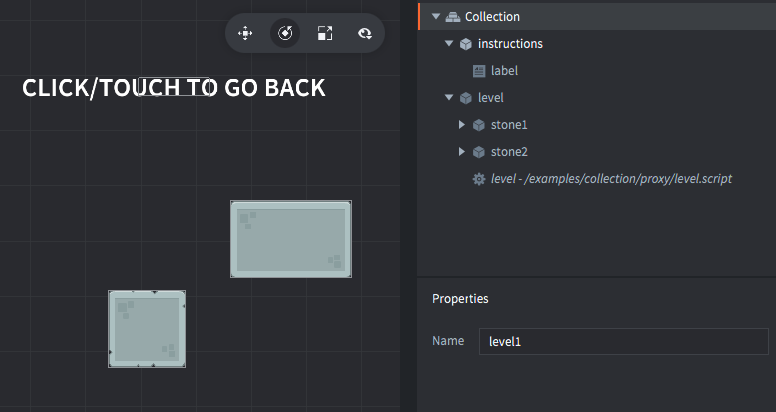 CLICK/TOUCH TO GO BACK
Collection
instructions
label
level
stone1
stone2
level - /examples/collection/proxy/level.script
Properties
Name level1